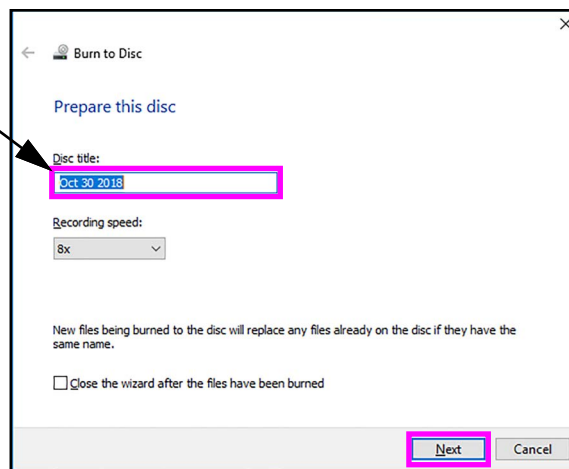 Burn to Disc
Prepare this disc
Disc title:
Oct 30 2018
Recording speed:
8x
New files being burned to the disc will replace any files already on the disc if they have the
same name.
Close the wizard after the files have been burned
Next Cancel